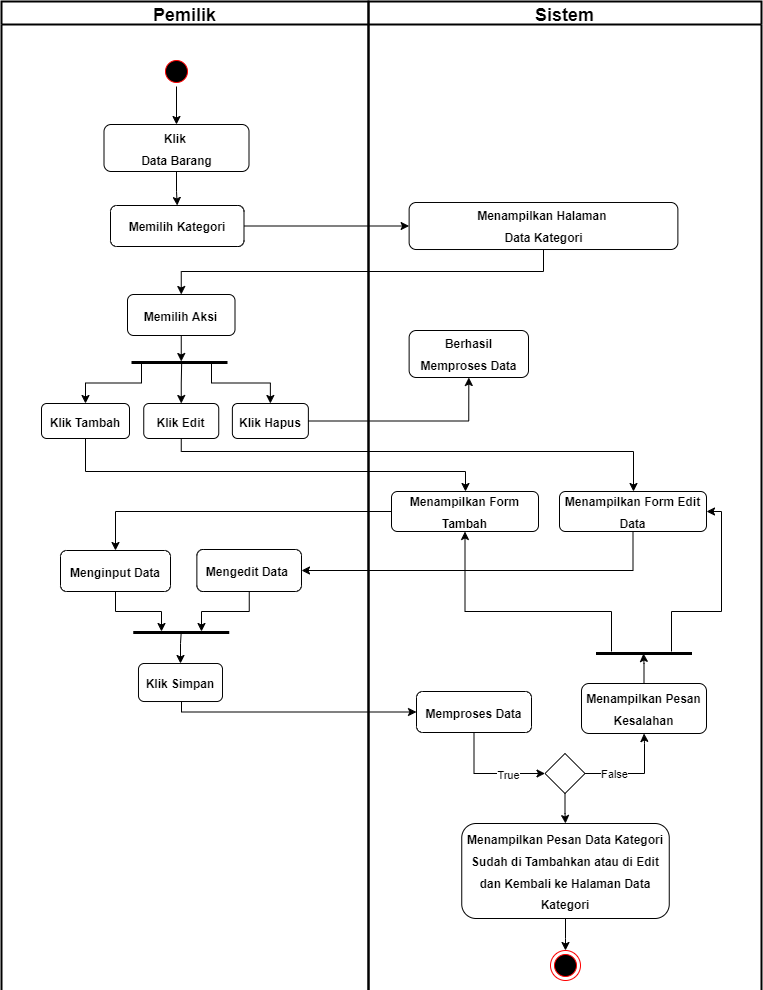 Pemilik
Sistem
Klik
Data Barang
Memilih Kategori
Menampilkan Halaman
Data Kategori
Memilih Aksi
Berhasil
Memproses Data
Klik Tambah
Klik Edit
Klik Hapus
Menampilkan Form
Tambah
Menampilkan Form Edit
Data
Menginput Data
Mengedit Data
Klik Simpan
Memproses Data
Menampilkan Pesan
Kesalahan
True
False
Menampilkan Pesan Data Kategori
Sudah di Tambahkan atau di Edit
dan Kembali ke Halaman Data
Kategori